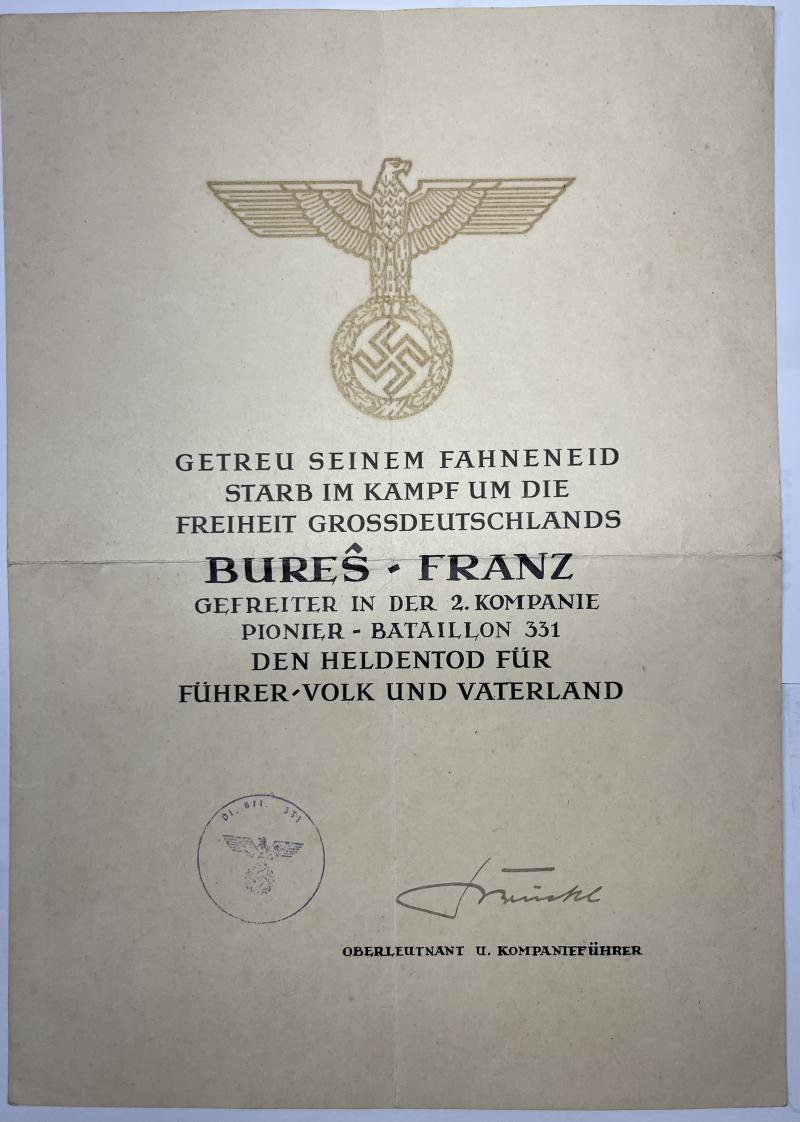 GETREU SEINEM FAHNENEID
STARB IM KAMPF UM DIE
FREIHEIT GROSSDEUTSCHLANDS
BUREŜ - FRANZ
GEFREITER IN DER 2. KOMPANIE
PIONIER - BATAILLON 331
DEN HELDENTOD FÜR
FÜHRER-VOLK UND VATERLAND
331
OBERLEUTNANT U. KOMPANIEFÜHRER